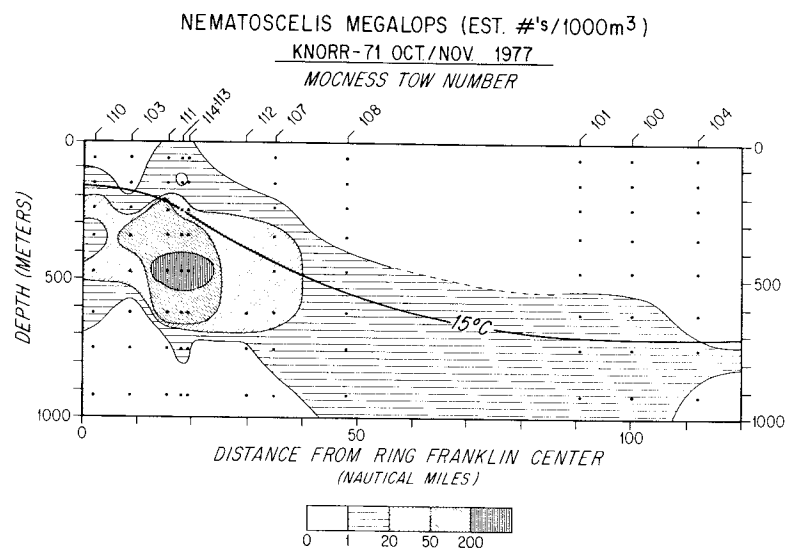 NEMATOSCELIS MEGALOPS (EST. #'s/1000m³)
KNORR-71 OCT./NOV. 1977
MOCNESS TOW NUMBER
110 103 111 114-113 112 107 108 101 100 104
0 0
500 500
1000 1000
DEPTH (METERS)
15°C
0 50 100
DISTANCE FROM RING FRANKLIN CENTER
(NAUTICAL MILES)
0 1 20 50 200